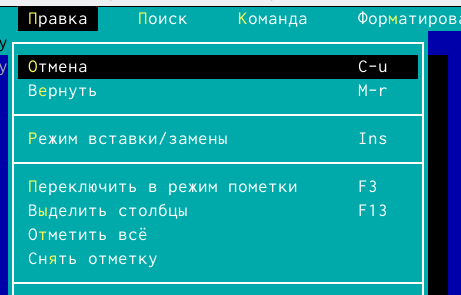 Правка Поиск Команда Форматирова
у
у
Отмена C-u
Вернуть M-r
Режим вставки/замены Ins
Переключить в режим пометки F3
Выделить столбцы F13
Отметить всё
Снять отметку